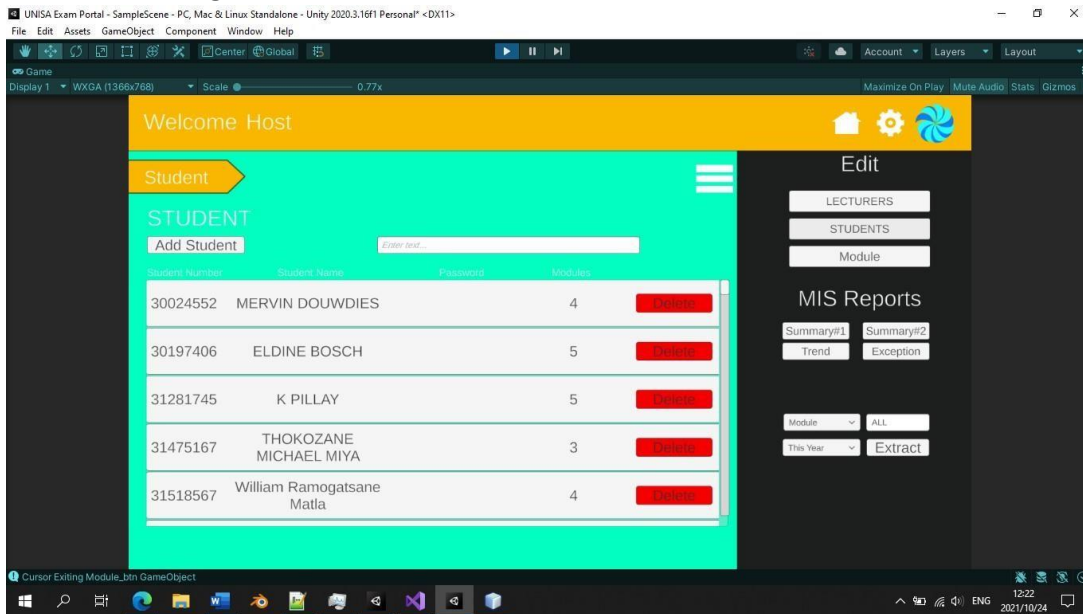 UNISA Exam Portal - SampleScene - PC, Mac & Linux Standalone - Unity 2020.3.16f1 Personal* <DX11>
File Edit Assets GameObject Component Window Help
Center Global Account Layers Layout
Game
Display 1 WXGA (1366x768) Scale 0.77x Maximize On Play Mute Audio Stats Gizmos
Welcome Host
Student
STUDENT
Add Student Enter text...
Student Number Student Name Password Modules
30024552 MERVIN DOUWDIES 4 Delete
30197406 ELDINE BOSCH 5 Delete
31281745 K PILLAY 5 Delete
31475167 THOKOZANE MICHAEL MIYA 3 Delete
31518567 William Ramogatsane Matla 4 Delete
Edit
LECTURERS
STUDENTS
Module
MIS Reports
Summary#1 Summary#2
Trend Exception
Module ALL
This Year Extract
Cursor Exiting Module_btn GameObject
ENG 12:22
2021/10/24